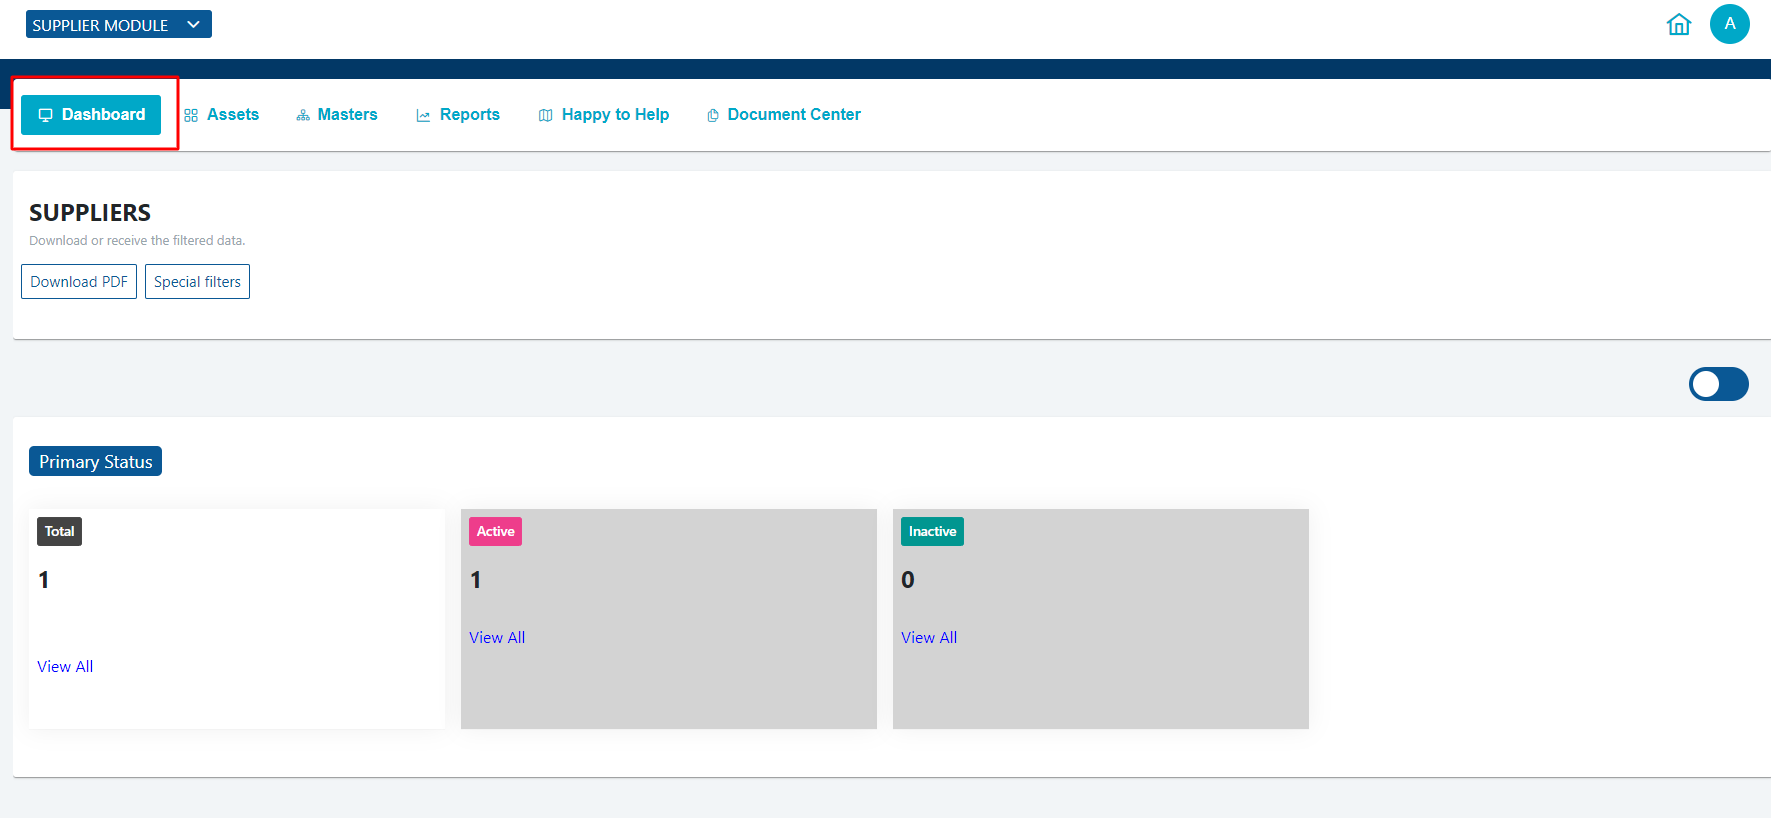 SUPPLIER MODULE
A
Dashboard
Assets
Masters
Reports
Happy to Help
Document Center
SUPPLIERS
Download or receive the filtered data.
Download PDF
Special filters
Primary Status
Total
1
View All
Active
1
View All
Inactive
0
View All